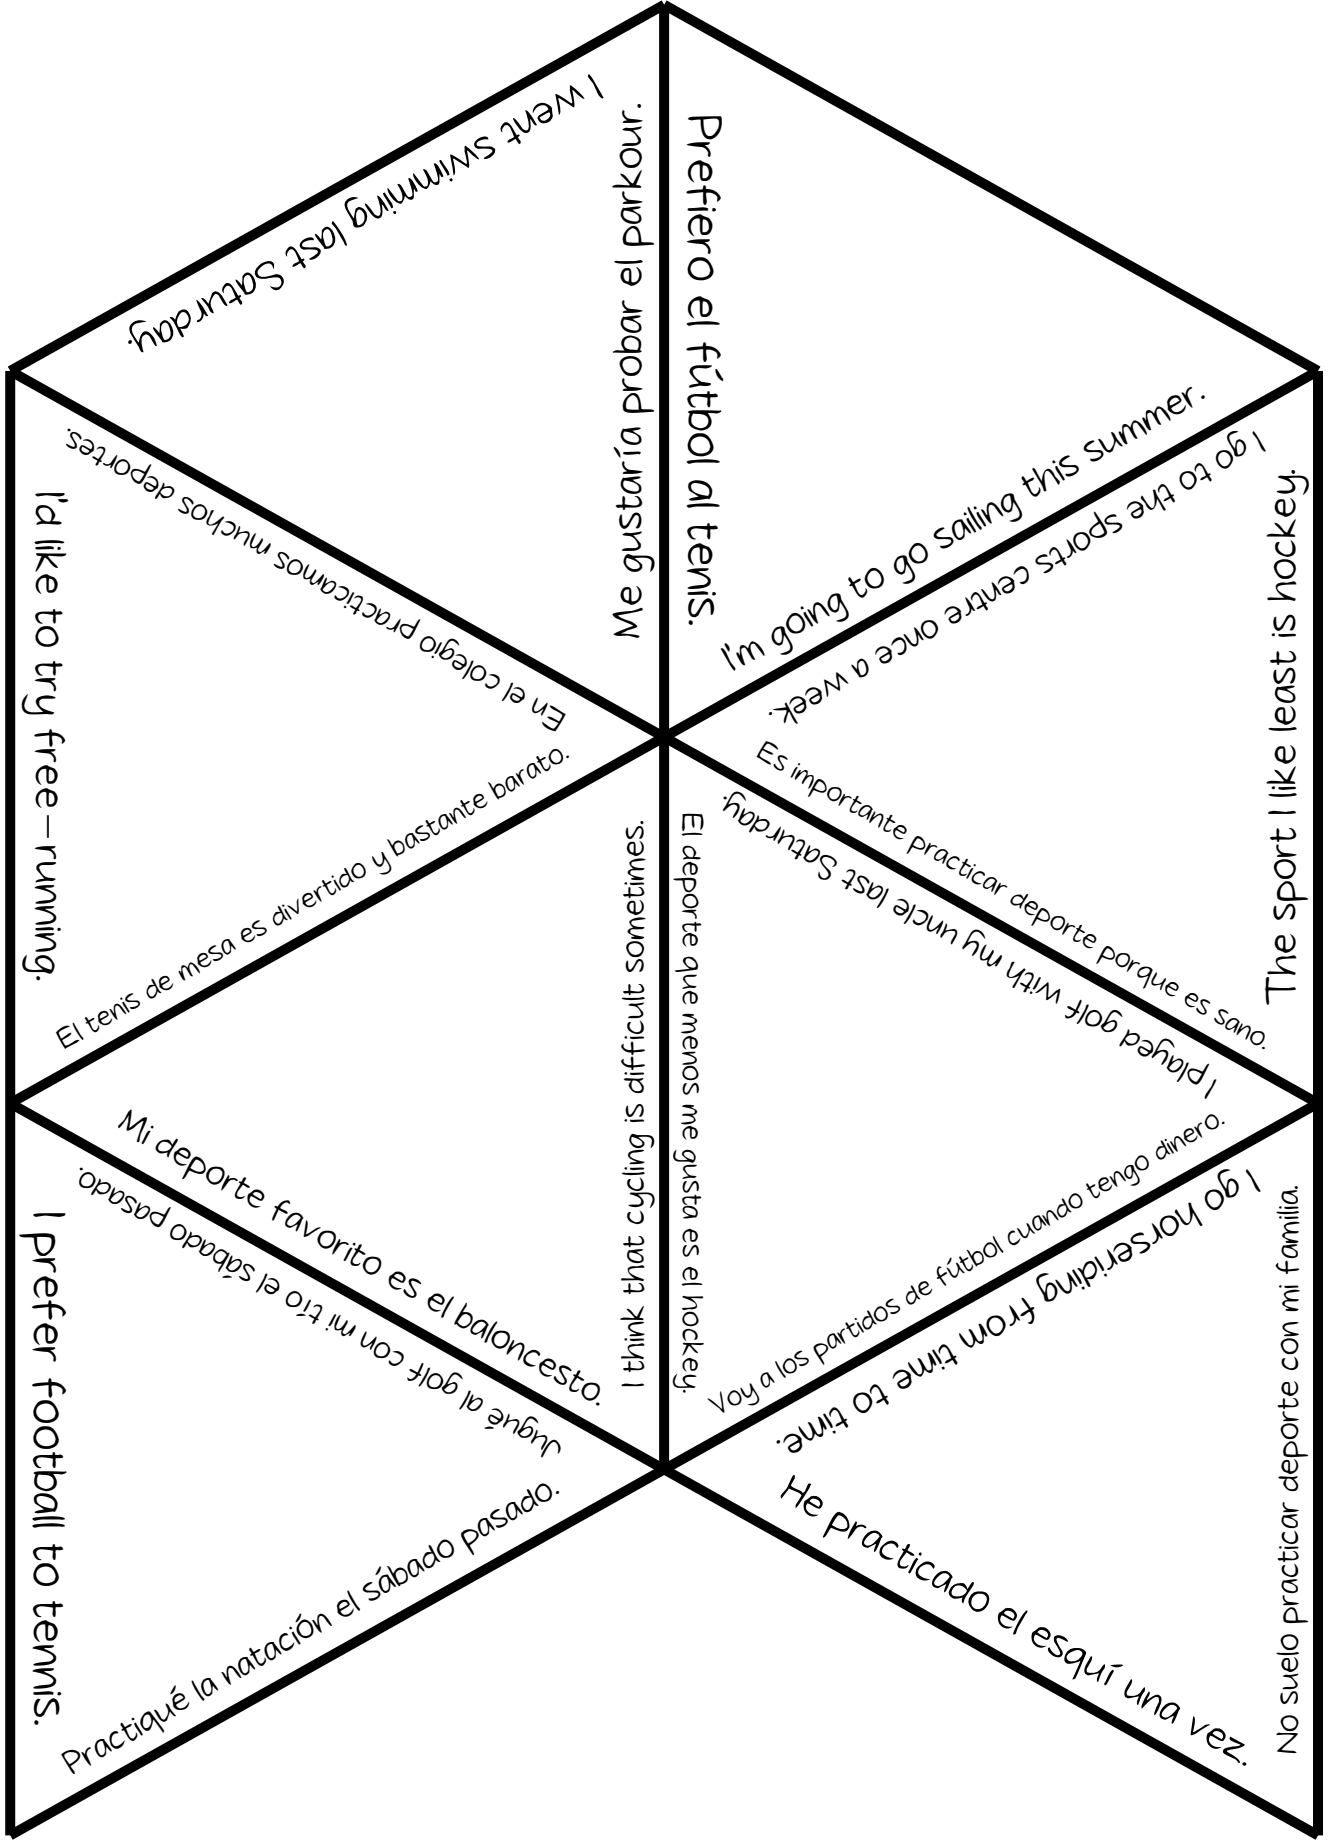 I went swimming last Saturday.
Me gustaría probar el parkour.
Prefiero el fútbol al tenis.
I'm going to go sailing this summer.
En el colegio practicamos muchos deportes.
I'd like to try free-running.
El tenis de mesa es divertido y bastante barato.
I go to the sports centre once a week.
The sport I like least is hockey.
Es importante practicar deporte porque es sano.
Mi deporte favorito es el baloncesto.
I think that cycling is difficult sometimes.
El deporte que menos me gusta es el hockey.
I played golf with my uncle last Saturday.
Voy a los partidos de fútbol cuando tengo dinero.
Jugué al golf con mi tío el sábado pasado.
I prefer football to tennis.
Practiqué la natación el sábado pasado.
I go horseriding from time to time.
He practicado el esquí una vez.
No suelo practicar deporte con mi familia.